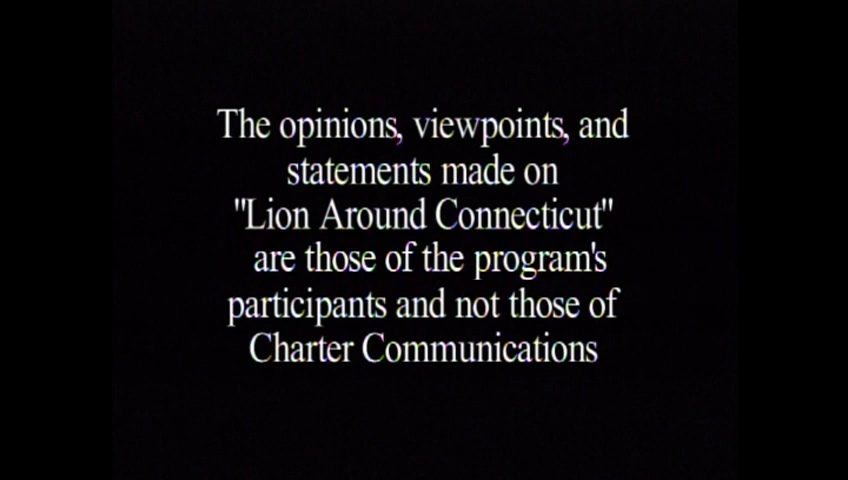 The opinions, viewpoints, and
statements made on
"Lion Around Connecticut"
are those of the program's
participants and not those of
Charter Communications